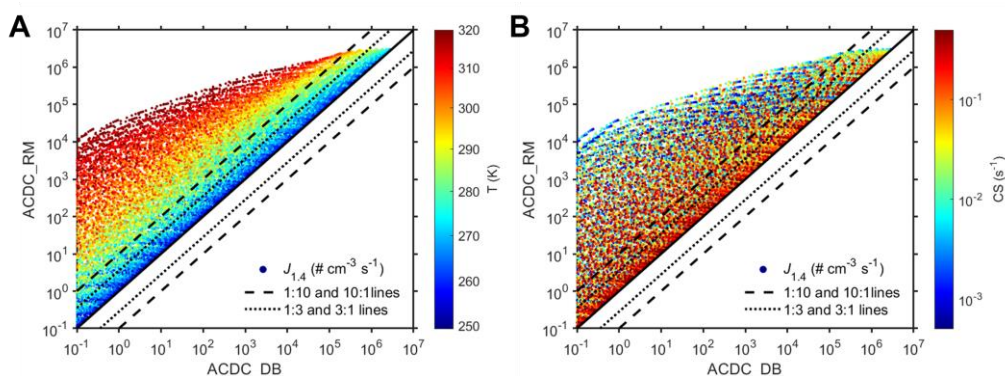 A
ACDC_RM
10^7
10^6
10^5
10^4
10^3
10^2
10^1
10^0
10^-1
J_1.4 (# cm^-3 s^-1)
1:10 and 10:1lines
1:3 and 3:1 lines
10^-1 10^0 10^1 10^2 10^3 10^4 10^5 10^6 10^7
ACDC_DB
320
310
300
290
280
270
260
250
T (K)
B
ACDC_RM
10^7
10^6
10^5
10^4
10^3
10^2
10^1
10^0
10^-1
J_1.4 (# cm^-3 s^-1)
1:10 and 10:1lines
1:3 and 3:1 lines
10^-1 10^0 10^1 10^2 10^3 10^4 10^5 10^6 10^7
ACDC_DB
10^-1
10^-2
10^-3
CS (s^-1)